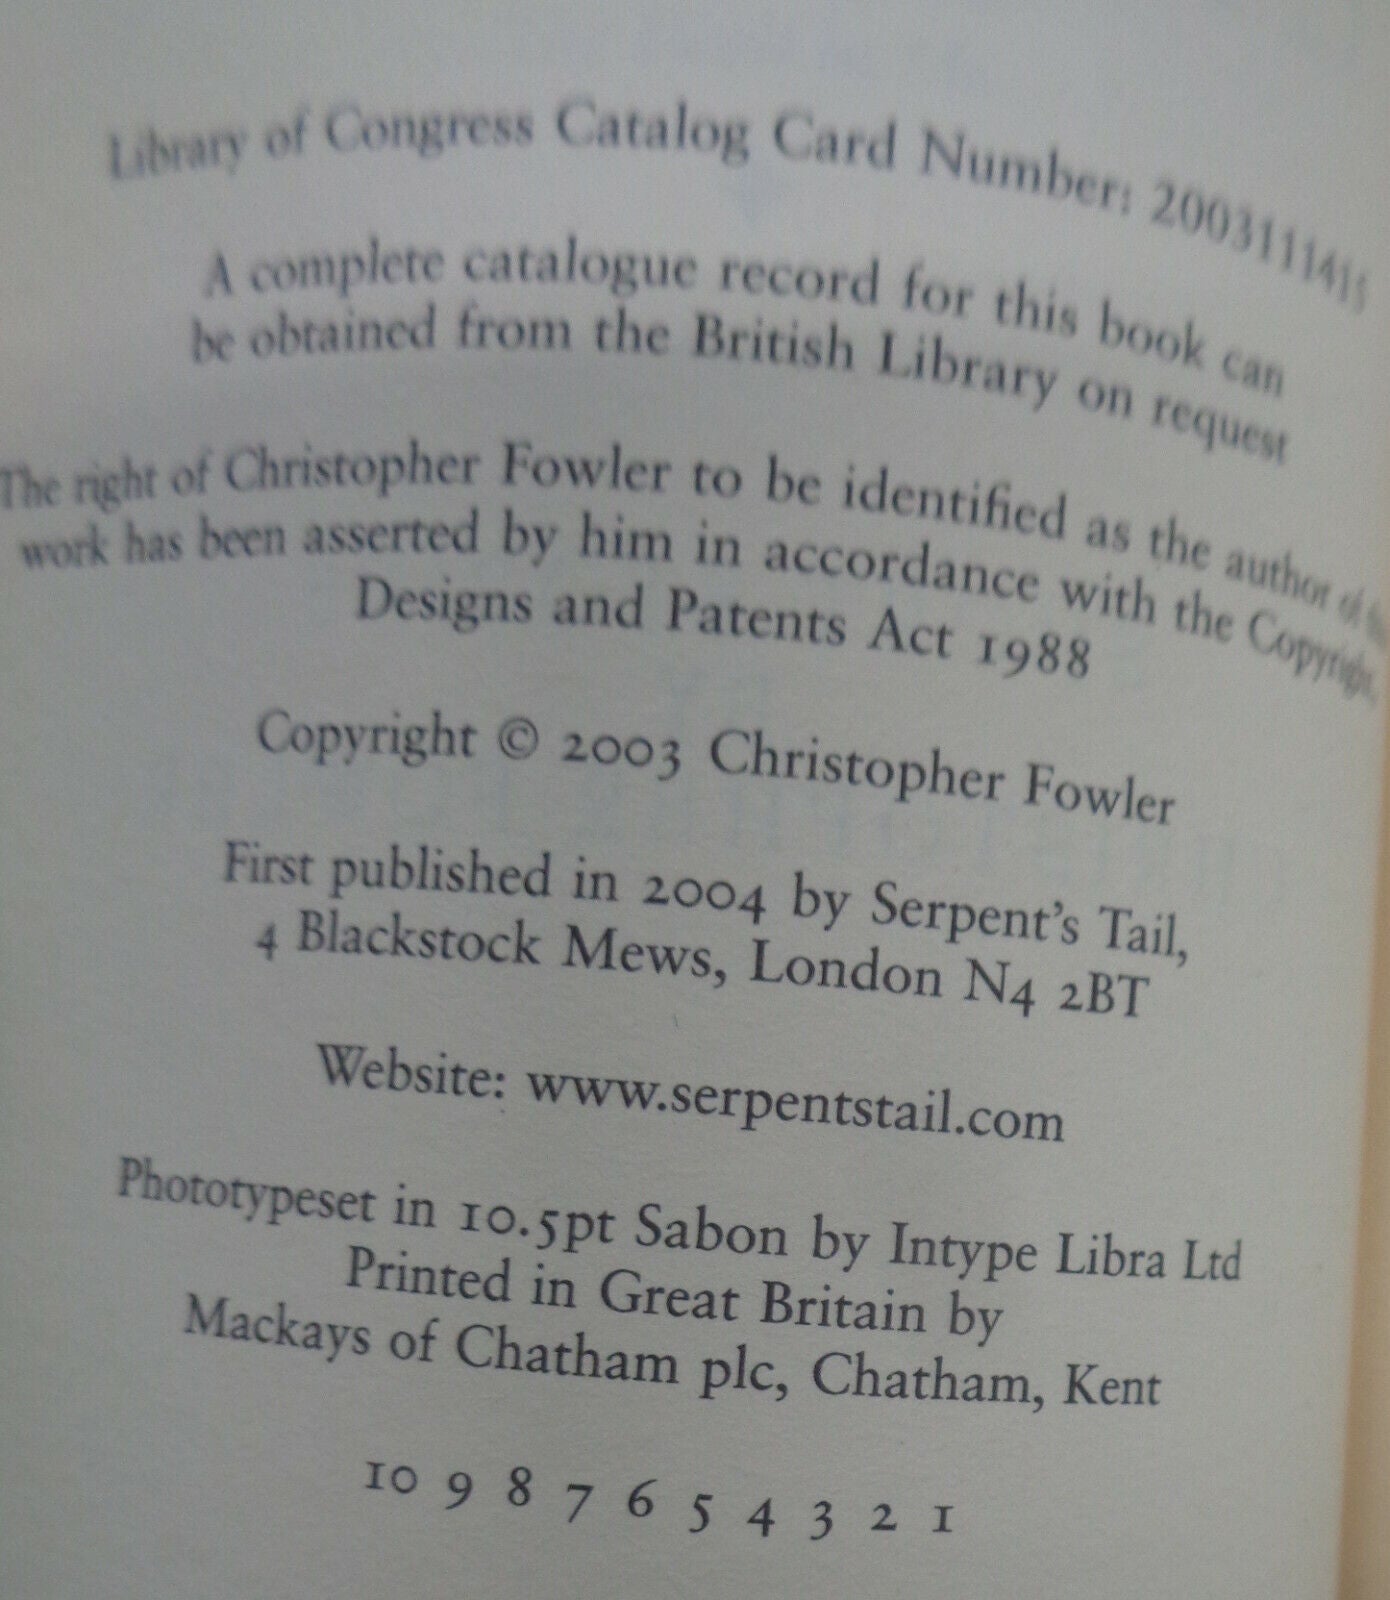 Library of Congress Catalog Card Number: 2003111415
A complete catalogue record for this book can
be obtained from the British Library on request
The right of Christopher Fowler to be identified as the author of
work has been asserted by him in accordance with the Copyright,
Designs and Patents Act 1988
Copyright © 2003 Christopher Fowler
First published in 2004 by Serpent's Tail,
4 Blackstock Mews, London N4 2BT
Website: www.serpentstail.com
Phototypeset in 10.5pt Sabon by Intype Libra Ltd
Printed in Great Britain by
Mackays of Chatham plc, Chatham, Kent
10 9 8 7 6 5 4 3 2 1